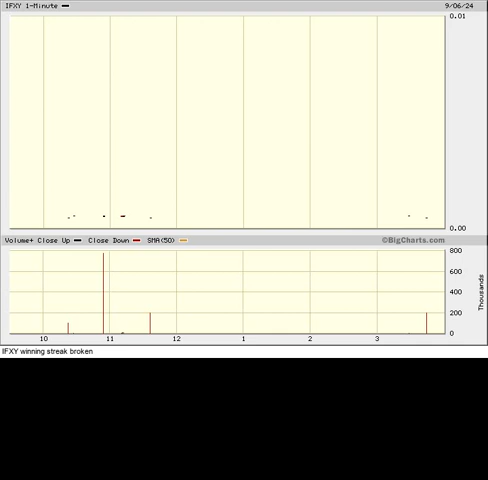 IFXY 1-Minute 9/06/24
0.01
0.00
Volume+ Close Up Close Down SMA(50) ©BigCharts.com
800
600
400
200
0
Thousands
10 11 12 1 2 3
IFXY winning streak broken